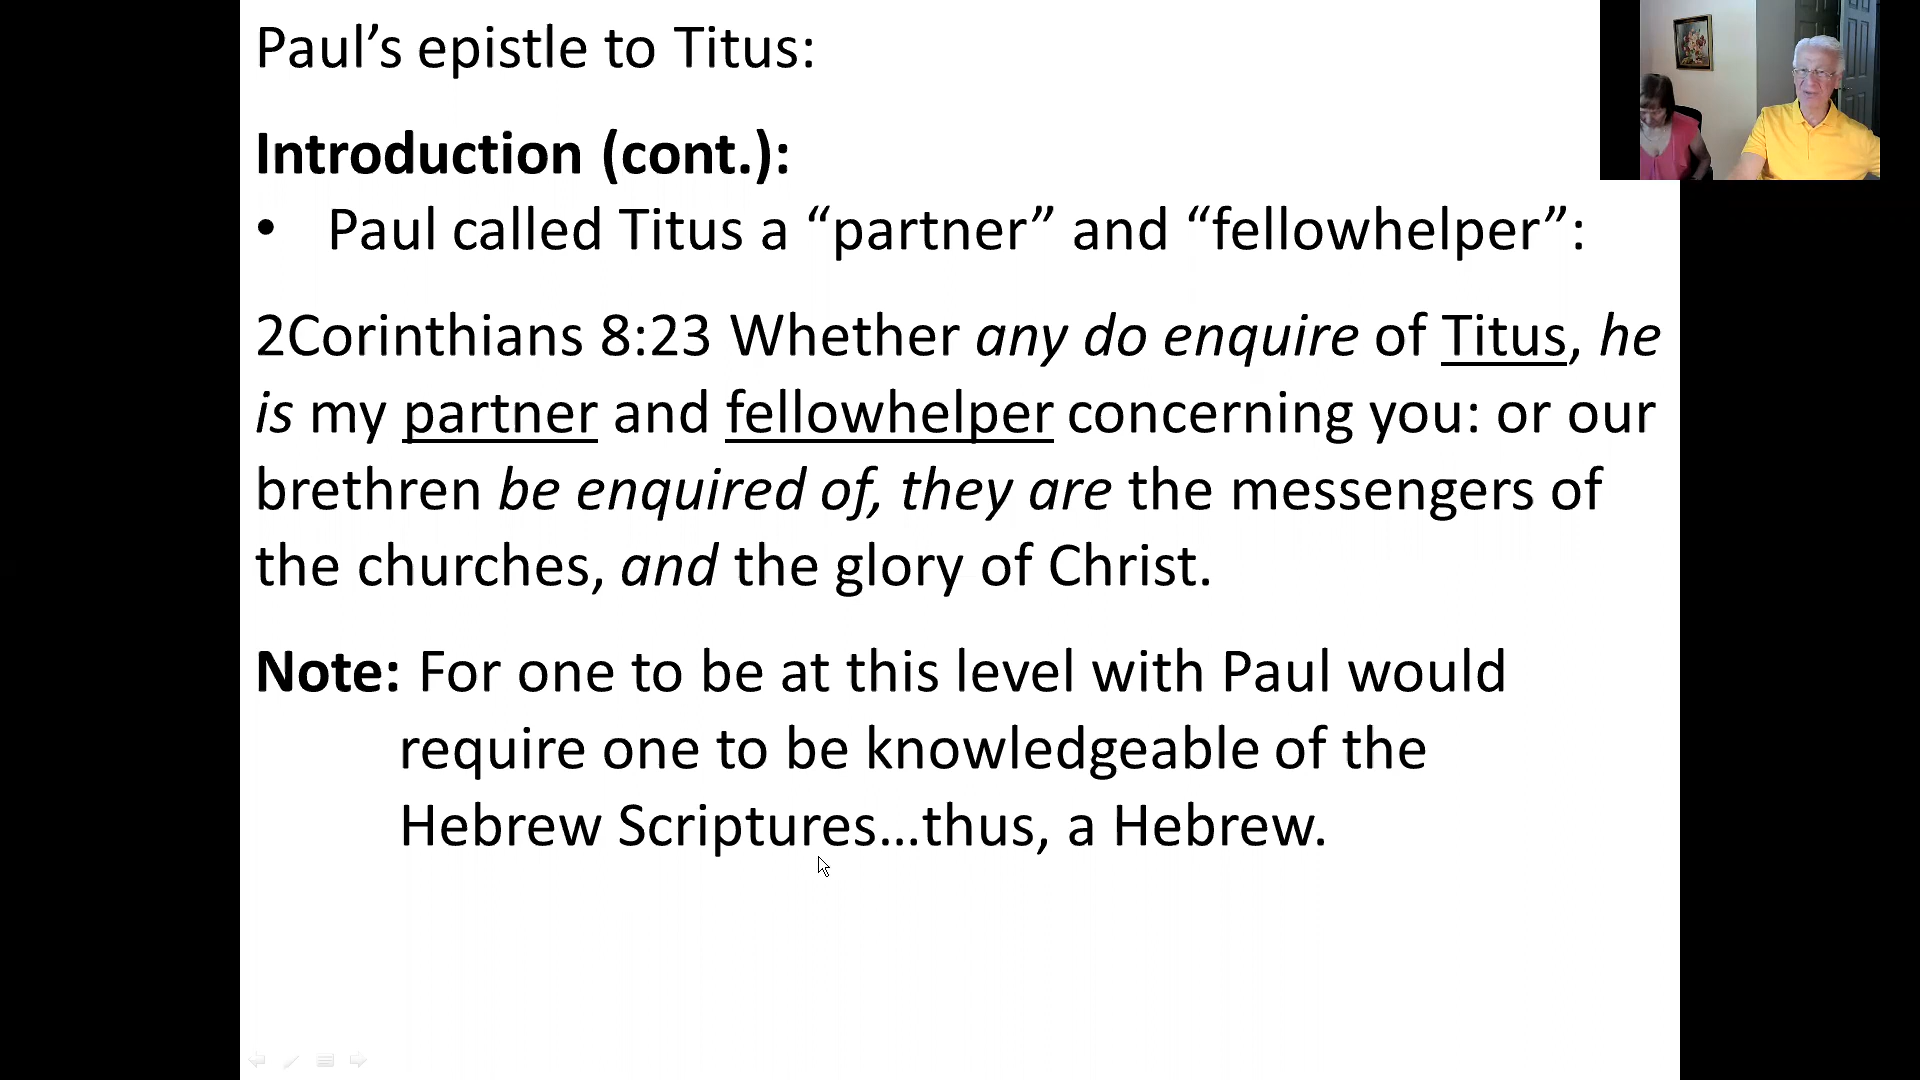 Paul’s epistle to Titus:
Introduction (cont.):
• Paul called Titus a “partner” and “fellowhelper”:
2Corinthians 8:23 Whether any do enquire of Titus, he
is my partner and fellowhelper concerning you: or our
brethren be enquired of, they are the messengers of
the churches, and the glory of Christ.
Note: For one to be at this level with Paul would
require one to be knowledgeable of the
Hebrew Scriptures…thus, a Hebrew.